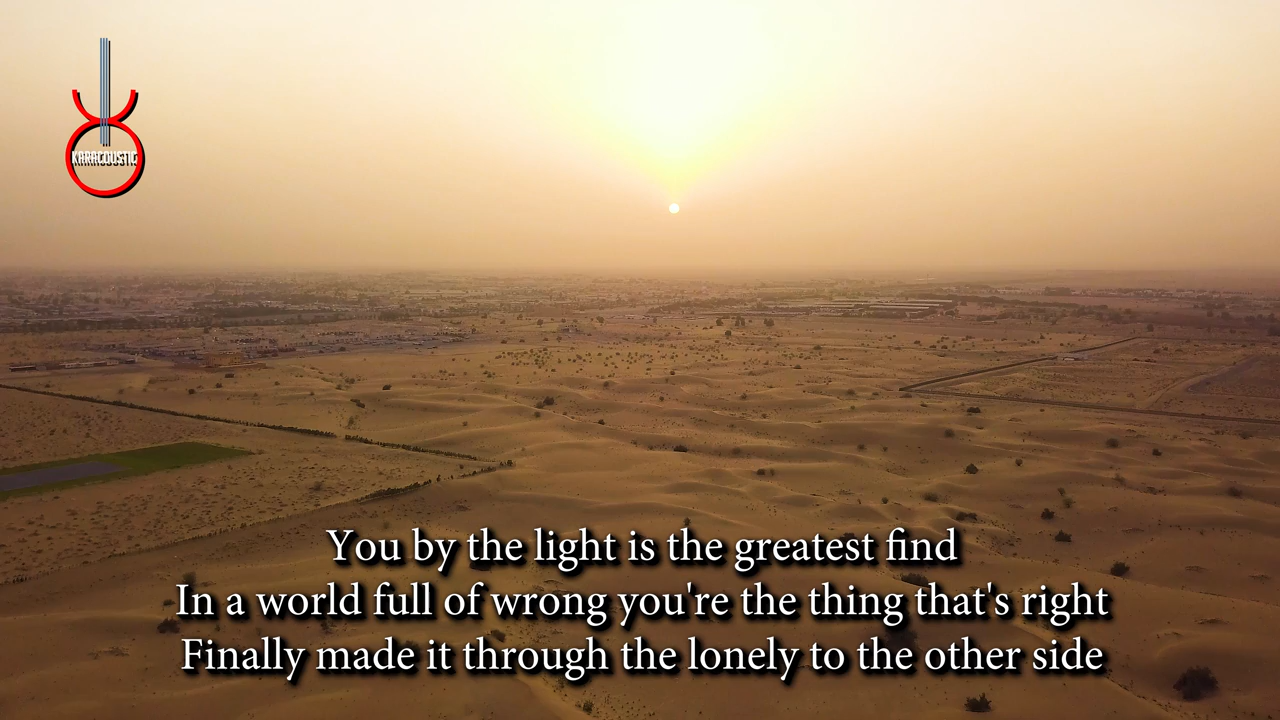 KARACOUSTIC
You by the light is the greatest find
In a world full of wrong you're the thing that's right
Finally made it through the lonely to the other side